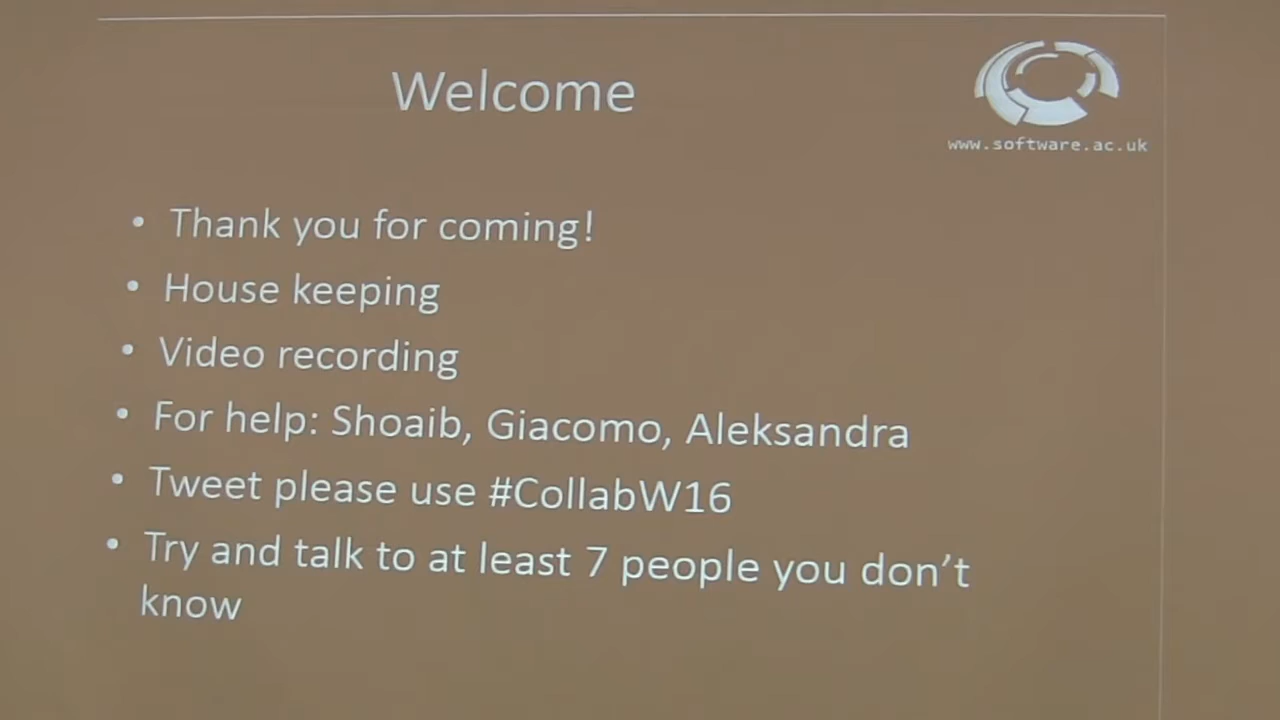 Welcome
www.software.ac.uk
• Thank you for coming!
• House keeping
• Video recording
• For help: Shoaib, Giacomo, Aleksandra
• Tweet please use #CollabW16
• Try and talk to at least 7 people you don’t
know